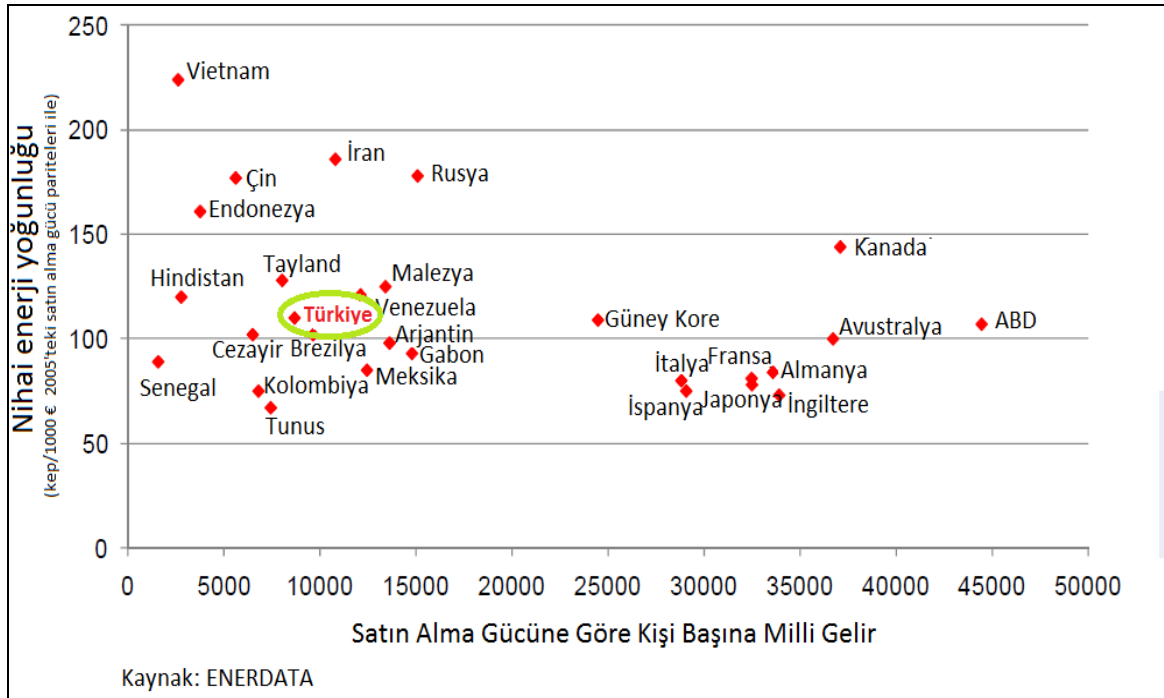 Nihai enerji yoğunluğu
(kep/1000 € 2005'teki satın alma gücü pariteleri ile)
250
200
150
100
50
0
Vietnam
İran
Rusya
Çin
Endonezya
Kanada
Tayland
Malezya
Hindistan
Venezuela
Türkiye
Güney Kore
ABD
Avustralya
Arjantin
Cezayir
Brezilya
Gabon
Fransa
İtalya
Almanya
Meksika
Senegal
Kolombiya
İspanya
Japonya
İngiltere
Tunus
0 5000 10000 15000 20000 25000 30000 35000 40000 45000 50000
Satın Alma Gücüne Göre Kişi Başına Milli Gelir
Kaynak: ENERDATA